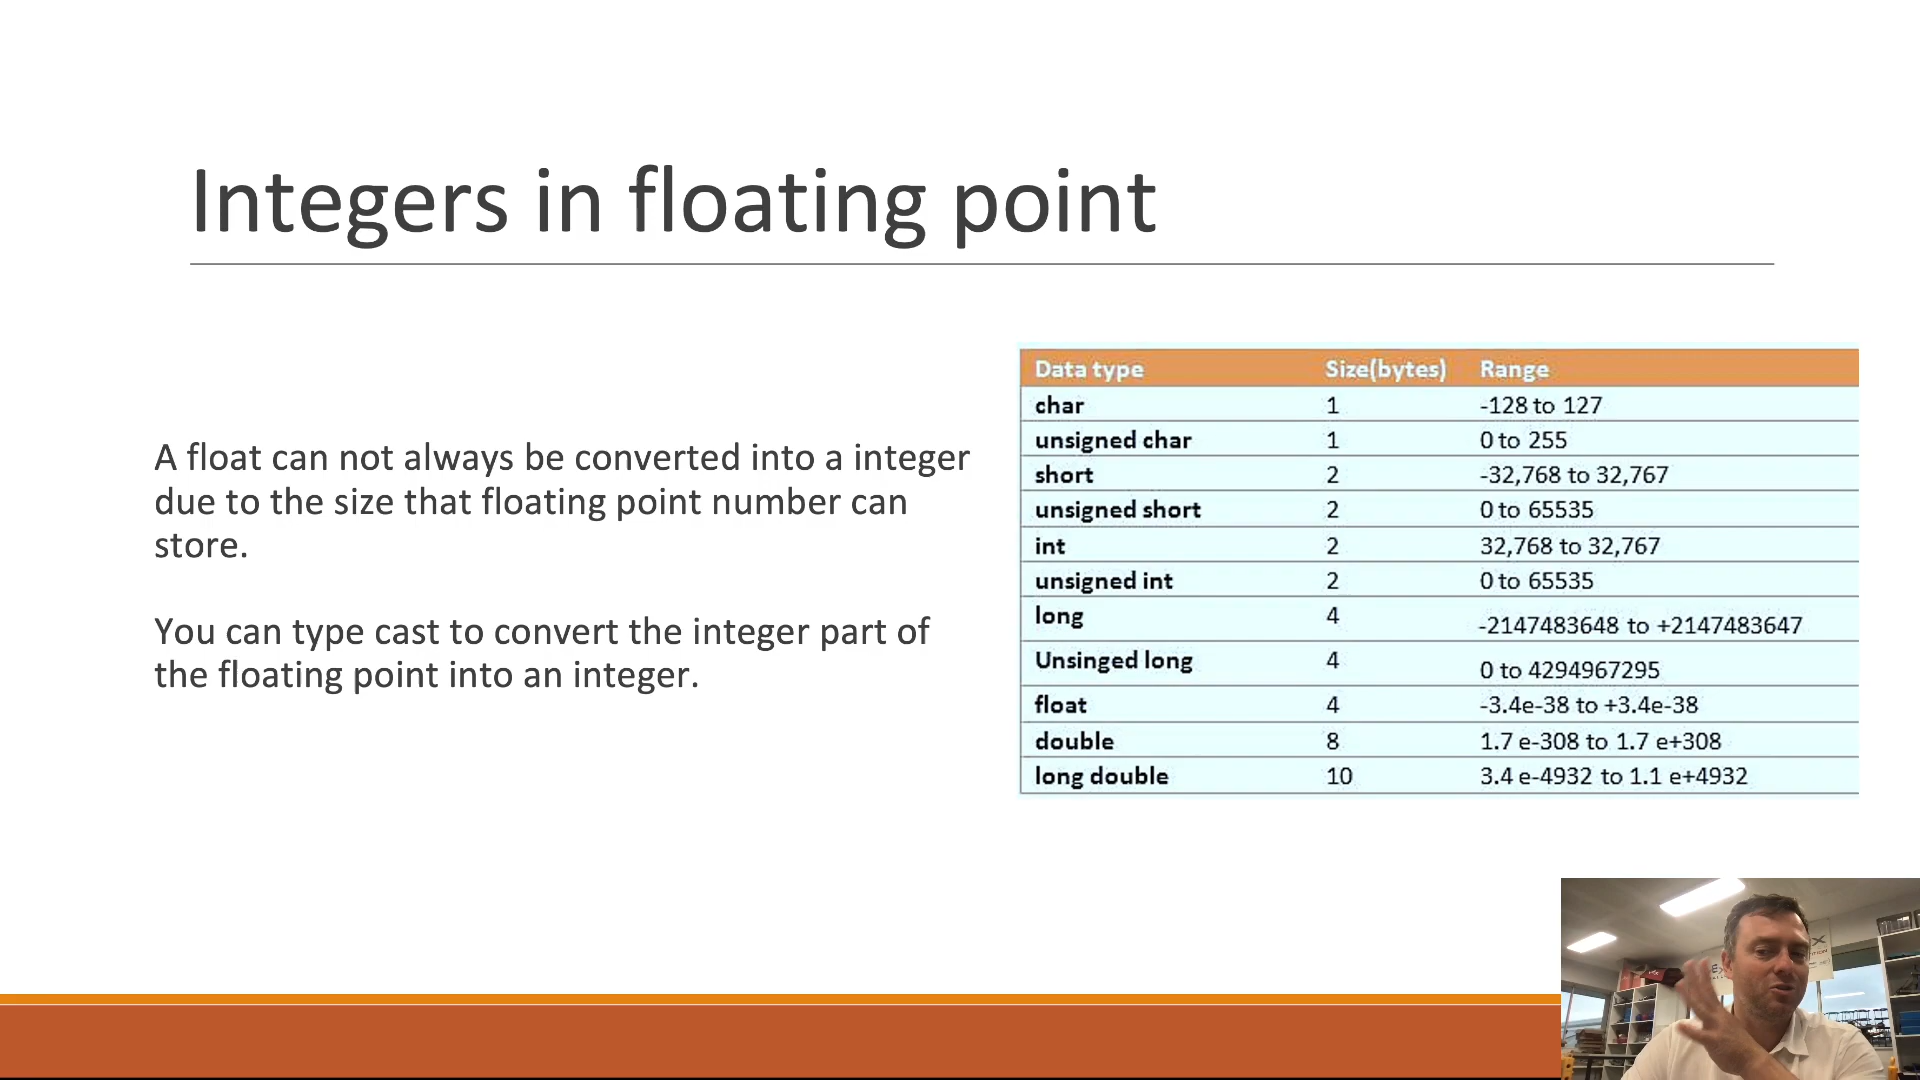 Integers in floating point
A float can not always be converted into a integer
due to the size that floating point number can
store.
You can type cast to convert the integer part of
the floating point into an integer.
Data type Size(bytes) Range
char 1 -128 to 127
unsigned char 1 0 to 255
short 2 -32,768 to 32,767
unsigned short 2 0 to 65535
int 2 32,768 to 32,767
unsigned int 2 0 to 65535
long 4 -2147483648 to +2147483647
Unsinged long 4 0 to 4294967295
float 4 -3.4e-38 to +3.4e-38
double 8 1.7 e-308 to 1.7 e+308
long double 10 3.4 e-4932 to 1.1 e+4932